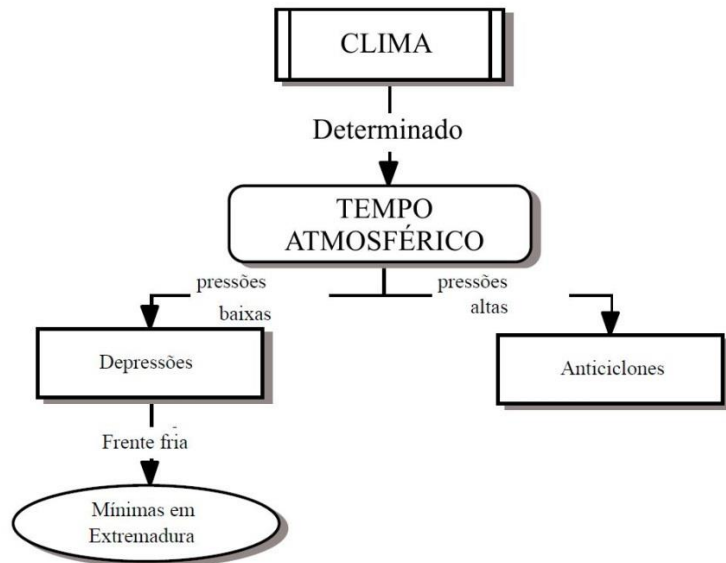 CLIMA
Determinado
TEMPO
ATMOSFÉRICO
pressões
baixas
pressões
altas
Depressões
Anticiclones
Frente fria
Mínimas em
Extremadura